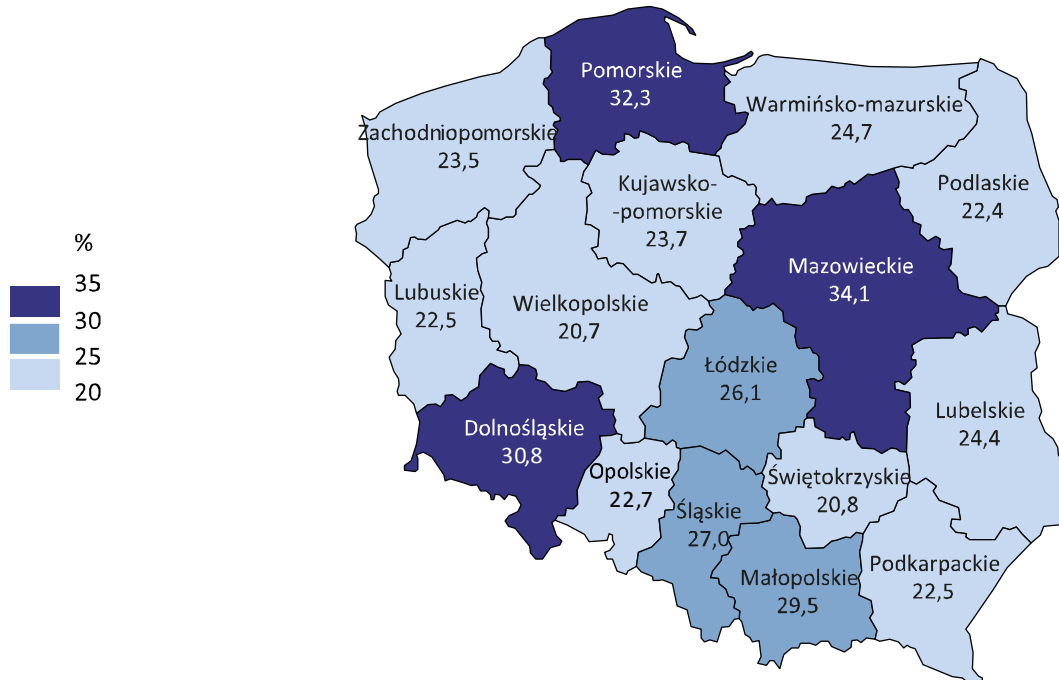 %
35
30
25
20
Pomorskie
32,3
Warmińsko-mazurskie
24,7
Zachodniopomorskie
23,5
Podlaskie
22,4
Kujawsko-
-pomorskie
23,7
Mazowieckie
34,1
Lubuskie
22,5
Wielkopolskie
20,7
Łódzkie
26,1
Lubelskie
24,4
Dolnośląskie
30,8
Opolskie
22,7
Świętokrzyskie
20,8
Śląskie
27,0
Małopolskie
29,5
Podkarpackie
22,5